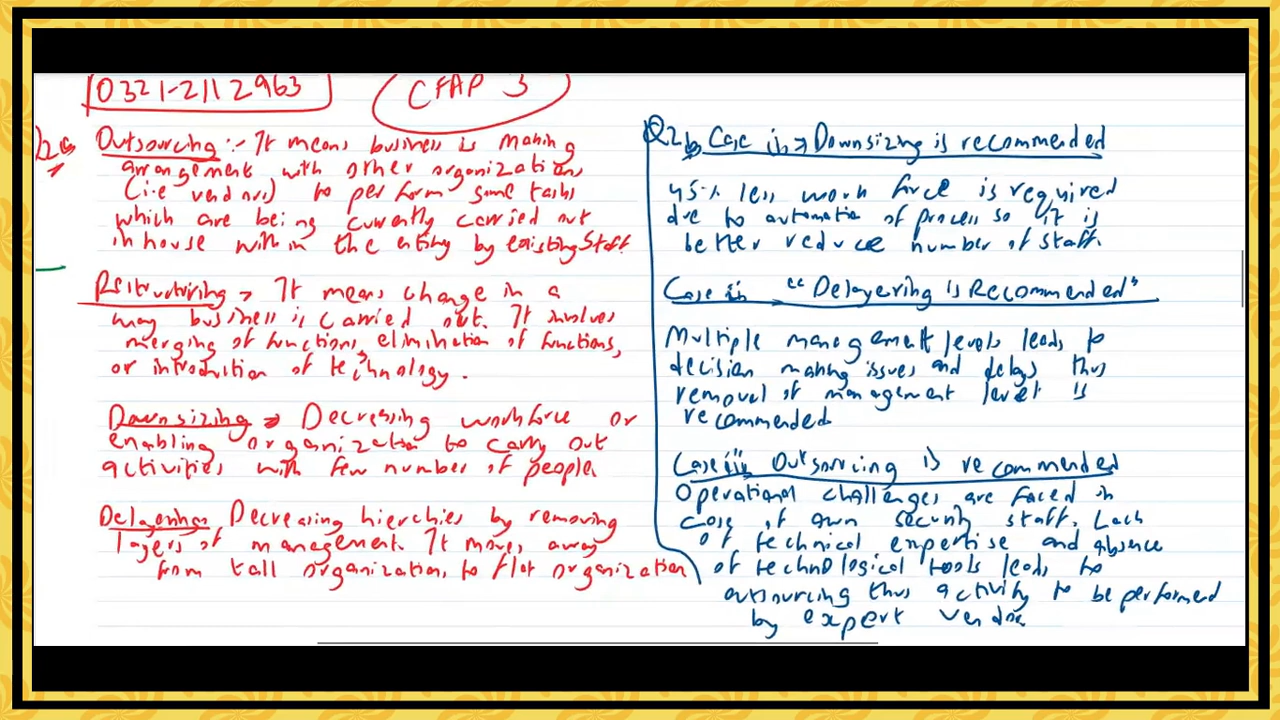 0321-2112963
CFAP 3
Outsourcing :- It means business is making
arrangement with other organizations
(i.e vendors) to perform some tasks
which are being currently carried out
in house with in the entity by existing Staff.
Restructuring → It means change in a
way business is carried out. It involves
merging of functions, elimination of functions,
or introduction of technology.
Downsizing → Decreasing workforce or
enabling organization to carry out
activities with few number of people
Delayering Decreasing hierchies by removing
layers of management. It moves away
from tall organization, to flat organization
Q2 b Case i → Downsizing is recommended
45% less work force is required
due to automation of process so it is
better reduce number of staff.
Case ii "Delayering is Recommended"
Multiple management levels leads to
decision making issues and delays thus
removal of management level is
recommended
Case iii Outsourcing is recommended
Operational challenges are faced in
case of own security staff. Lack
of technical expertise and absence
of technological tools leads to
outsourcing thus activity to be performed
by expert vendor